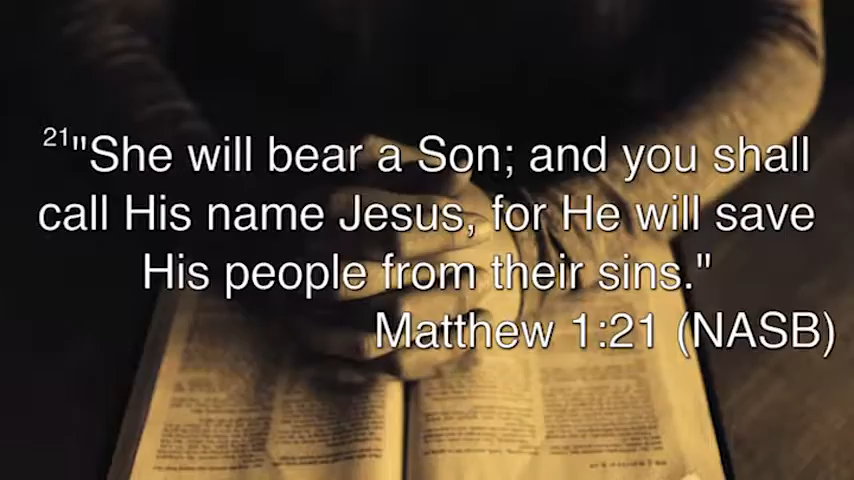 21"She will bear a Son; and you shall
call His name Jesus, for He will save
His people from their sins."
Matthew 1:21 (NASB)